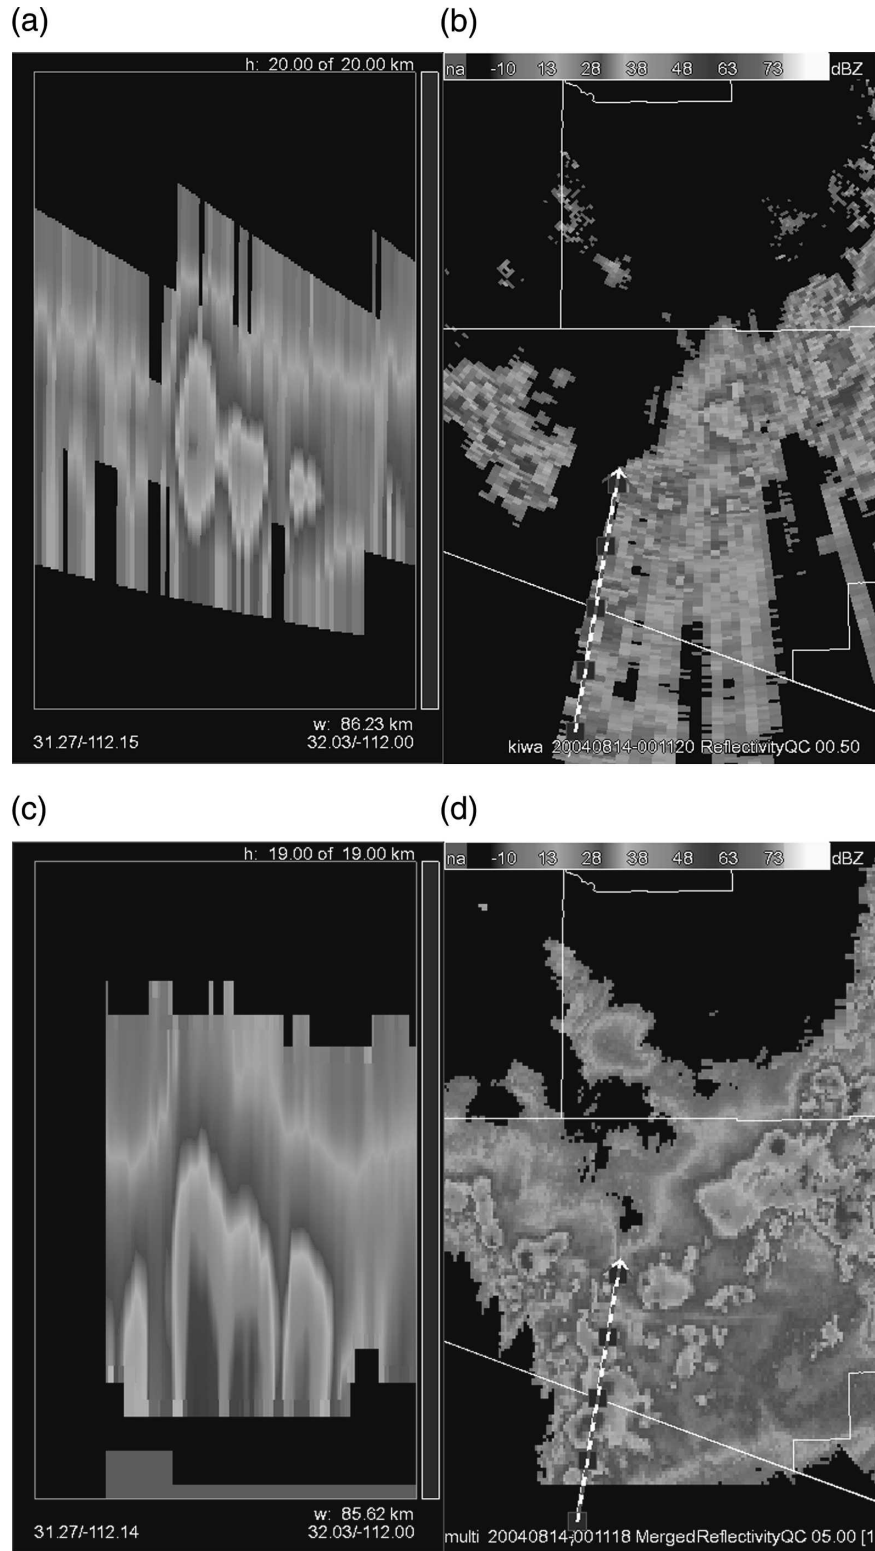 (a)
(b)
h: 20.00 of 20.00 km
na -10 13 28 38 48 63 73 dBZ
w: 86.23 km
31.27/-112.15 32.03/-112.00
kiwa 20040814-001120 ReflectivityQC 00.50
(c)
(d)
h: 19.00 of 19.00 km
na -10 13 28 38 48 63 73 dBZ
w: 85.62 km
31.27/-112.14 32.03/-112.00
multi 20040814-001118 MergedReflectivityQC 05.00 [1